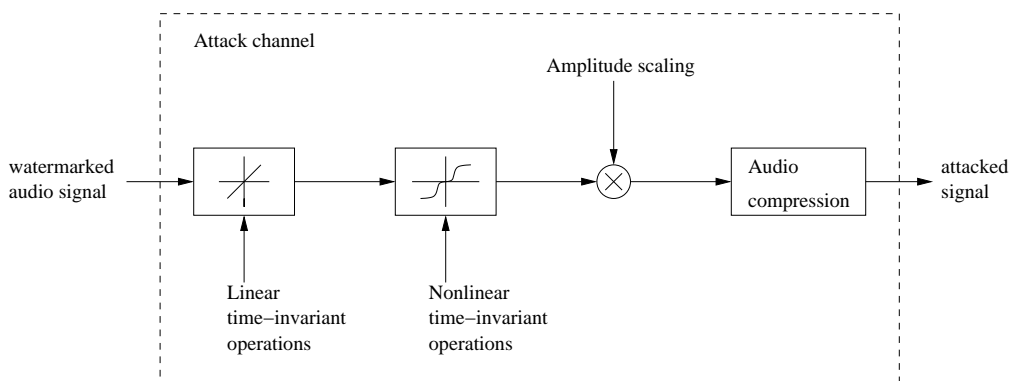 Attack channel
Amplitude scaling
watermarked
audio signal
Audio
compression
attacked
signal
Linear
time−invariant
operations
Nonlinear
time−invariant
operations